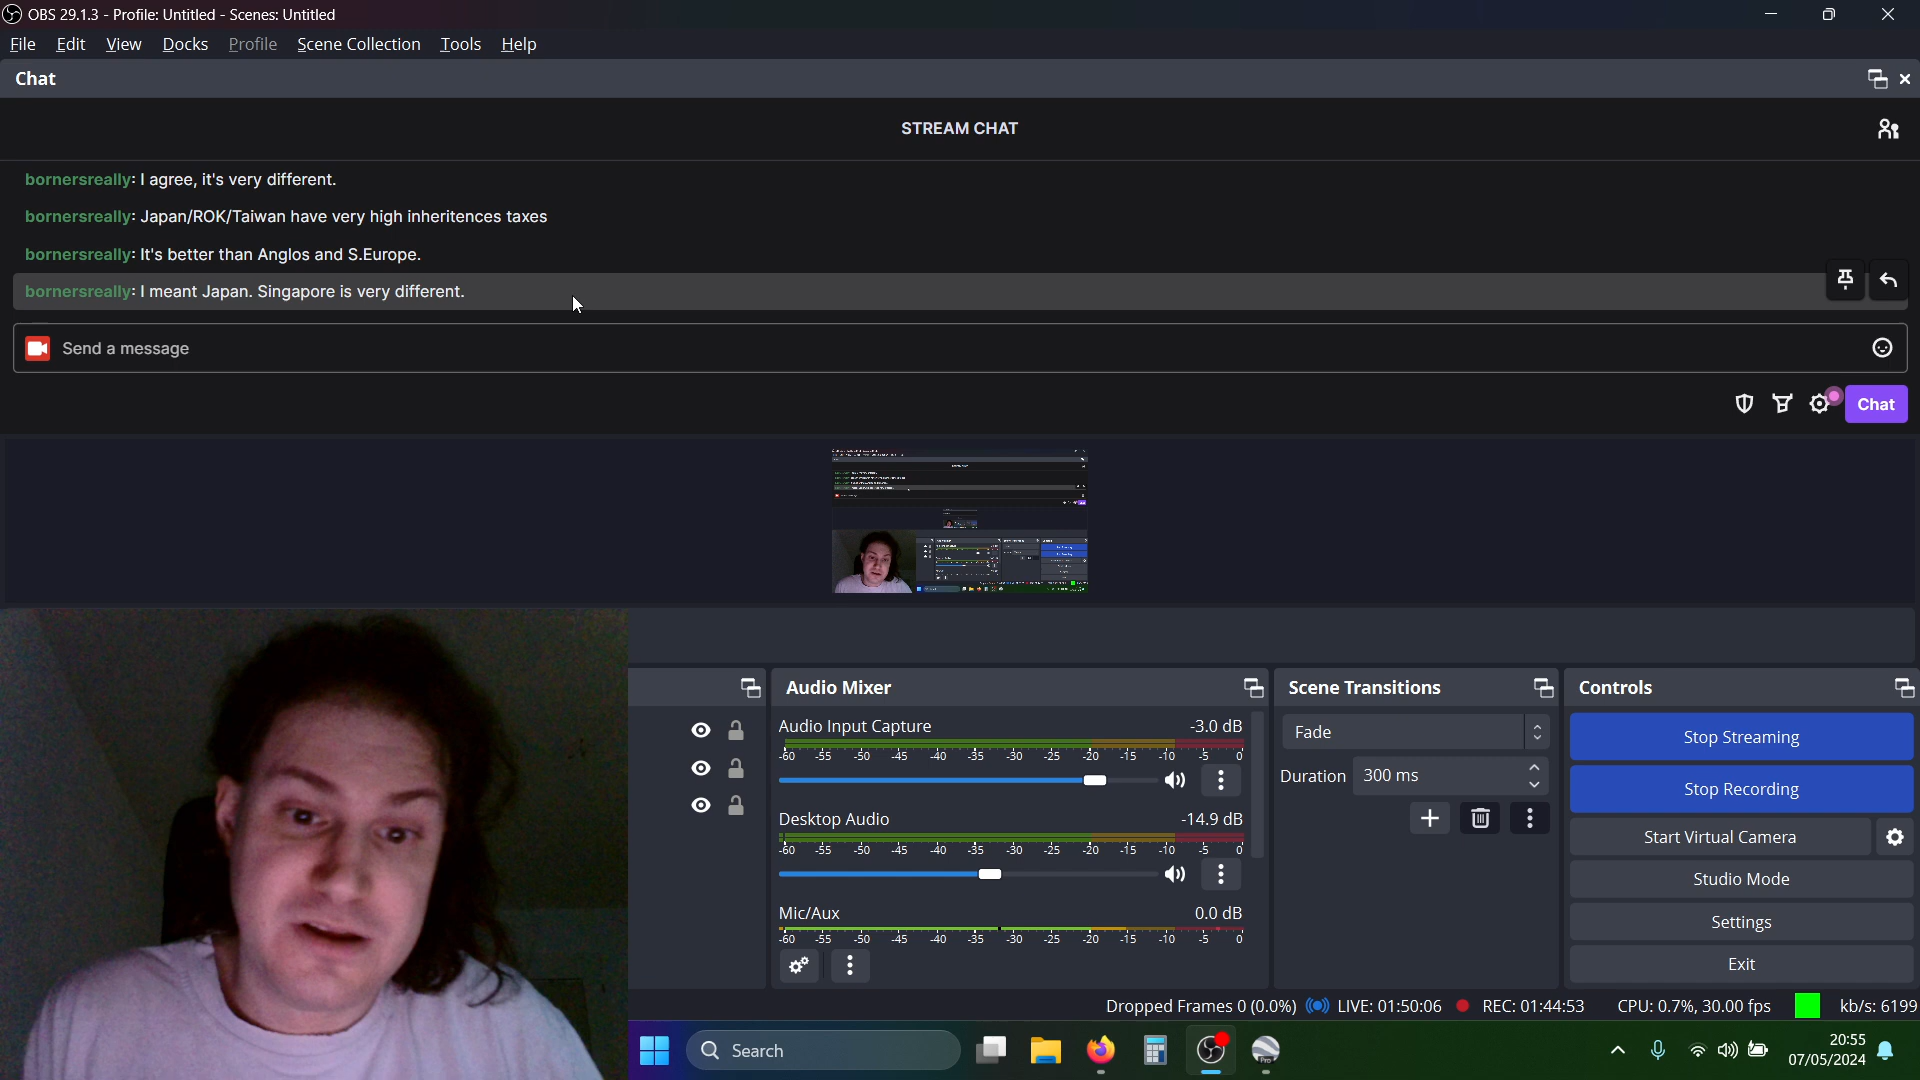 OBS 29.1.3 - Profile: Untitled - Scenes: Untitled
File Edit View Docks Profile Scene Collection Tools Help
Chat
STREAM CHAT
bornersreally: I agree, it's very different.
bornersreally: Japan/ROK/Taiwan have very high inheritences taxes
bornersreally: It's better than Anglos and S.Europe.
bornersreally: I meant Japan. Singapore is very different.
Send a message
Chat
Audio Mixer
Audio Input Capture -3.0 dB
-60 -55 -50 -45 -40 -35 -30 -25 -20 -15 -10 -5 0
Desktop Audio -14.9 dB
-60 -55 -50 -45 -40 -35 -30 -25 -20 -15 -10 -5 0
Mic/Aux 0.0 dB
-60 -55 -50 -45 -40 -35 -30 -25 -20 -15 -10 -5 0
Scene Transitions
Fade
Duration 300 ms
Controls
Stop Streaming
Stop Recording
Start Virtual Camera
Studio Mode
Settings
Exit
Dropped Frames 0 (0.0%) LIVE: 01:50:06 REC: 01:44:53 CPU: 0.7%, 30.00 fps kb/s: 6199
Search
20:55
07/05/2024